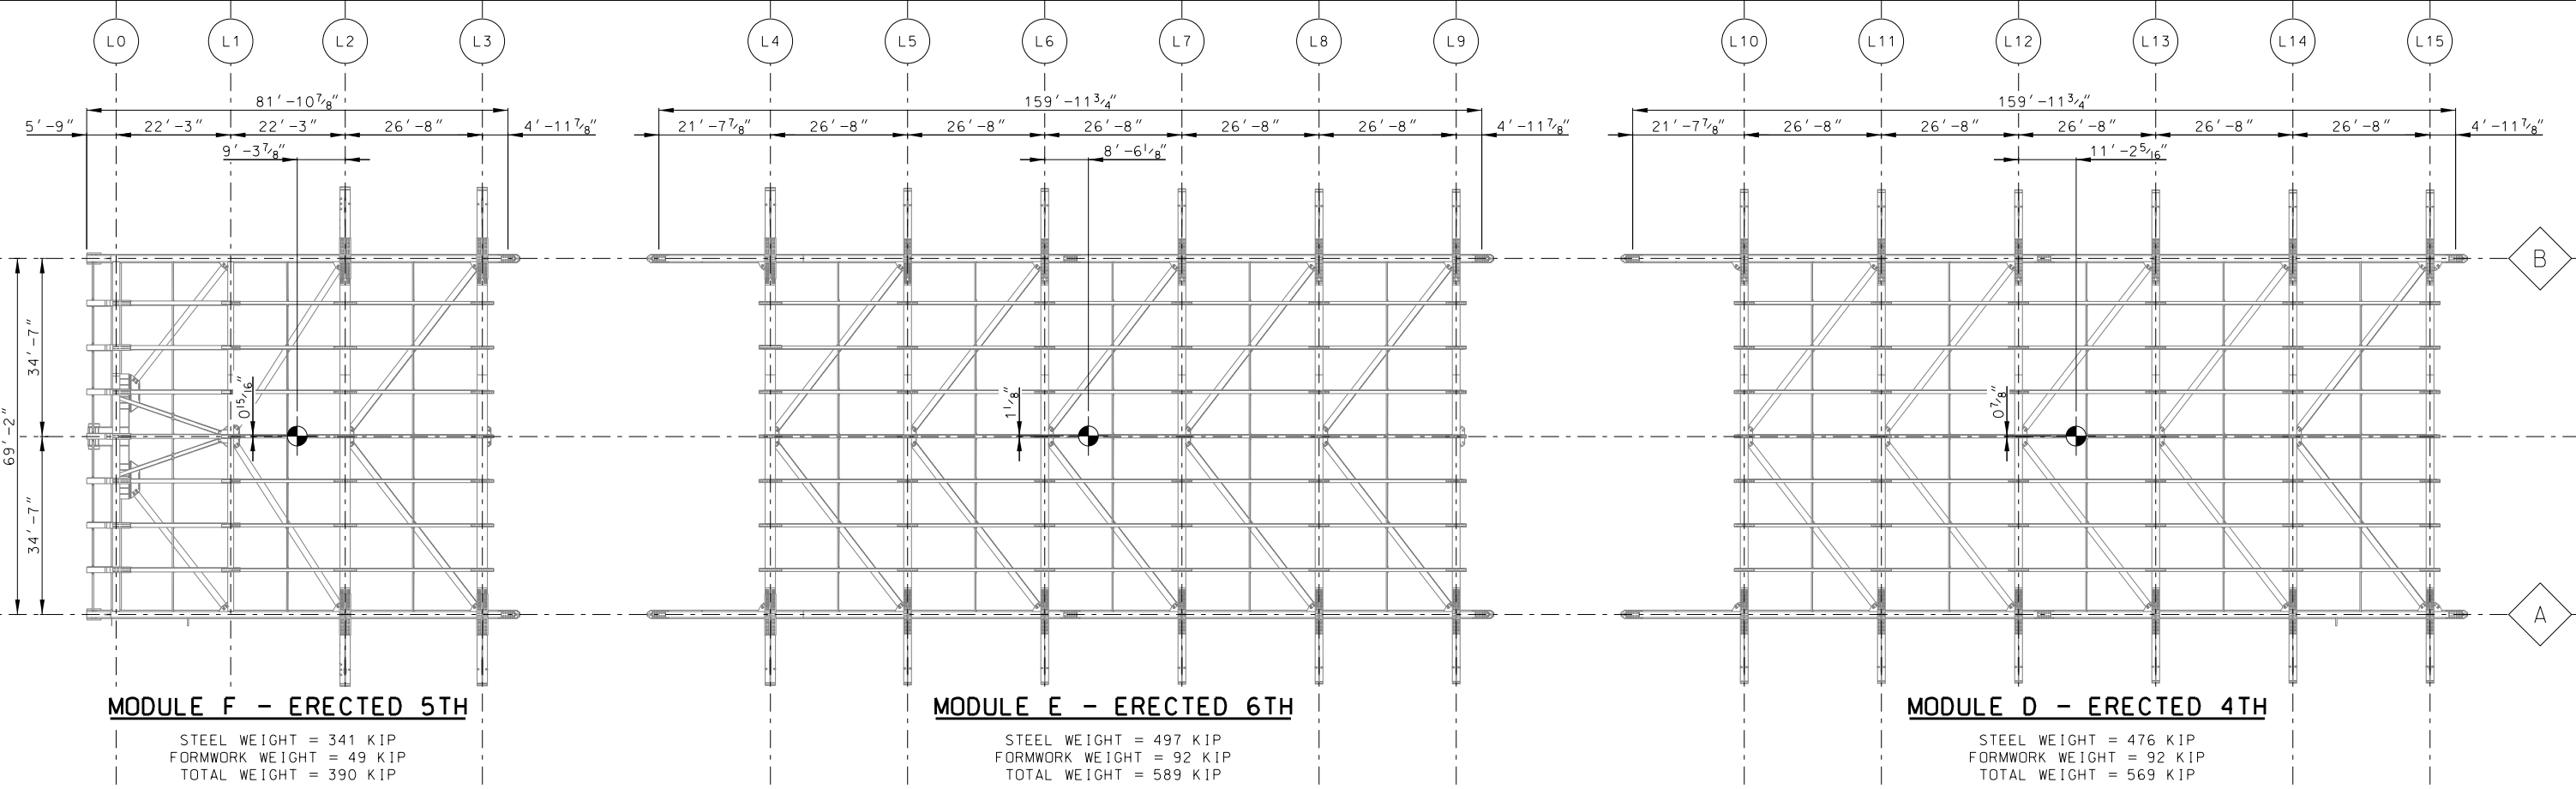 L0 L1 L2 L3 L4 L5 L6 L7 L8 L9 L10 L11 L12 L13 L14 L15
81'-10⅞" 159'-11¾" 159'-11¾"
5'-9" 22'-3" 22'-3" 26'-8" 4'-11⅞" 21'-7⅞" 26'-8" 26'-8" 26'-8" 26'-8" 26'-8" 4'-11⅞" 21'-7⅞" 26'-8" 26'-8" 26'-8" 26'-8" 26'-8" 4'-11⅞"
9'-3⅞" 8'-6⅛" 11'-2 5/16"
B
34'-7"
0 15/16" 1⅛" 0⅞"
69'-2"
34'-7"
A
MODULE F - ERECTED 5TH
STEEL WEIGHT = 341 KIP
FORMWORK WEIGHT = 49 KIP
TOTAL WEIGHT = 390 KIP
MODULE E - ERECTED 6TH
STEEL WEIGHT = 497 KIP
FORMWORK WEIGHT = 92 KIP
TOTAL WEIGHT = 589 KIP
MODULE D - ERECTED 4TH
STEEL WEIGHT = 476 KIP
FORMWORK WEIGHT = 92 KIP
TOTAL WEIGHT = 569 KIP